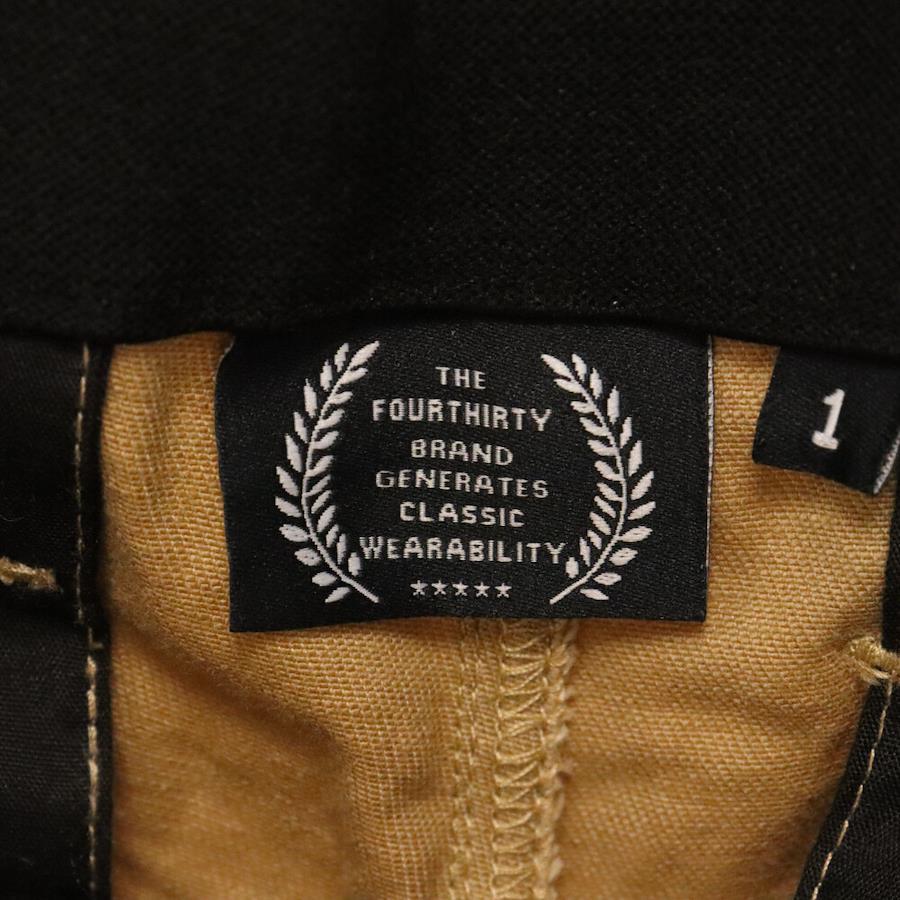 THE
FOURTHIRTY
BRAND
GENERATES
CLASSIC
WEARABILITY
★★★★★
1